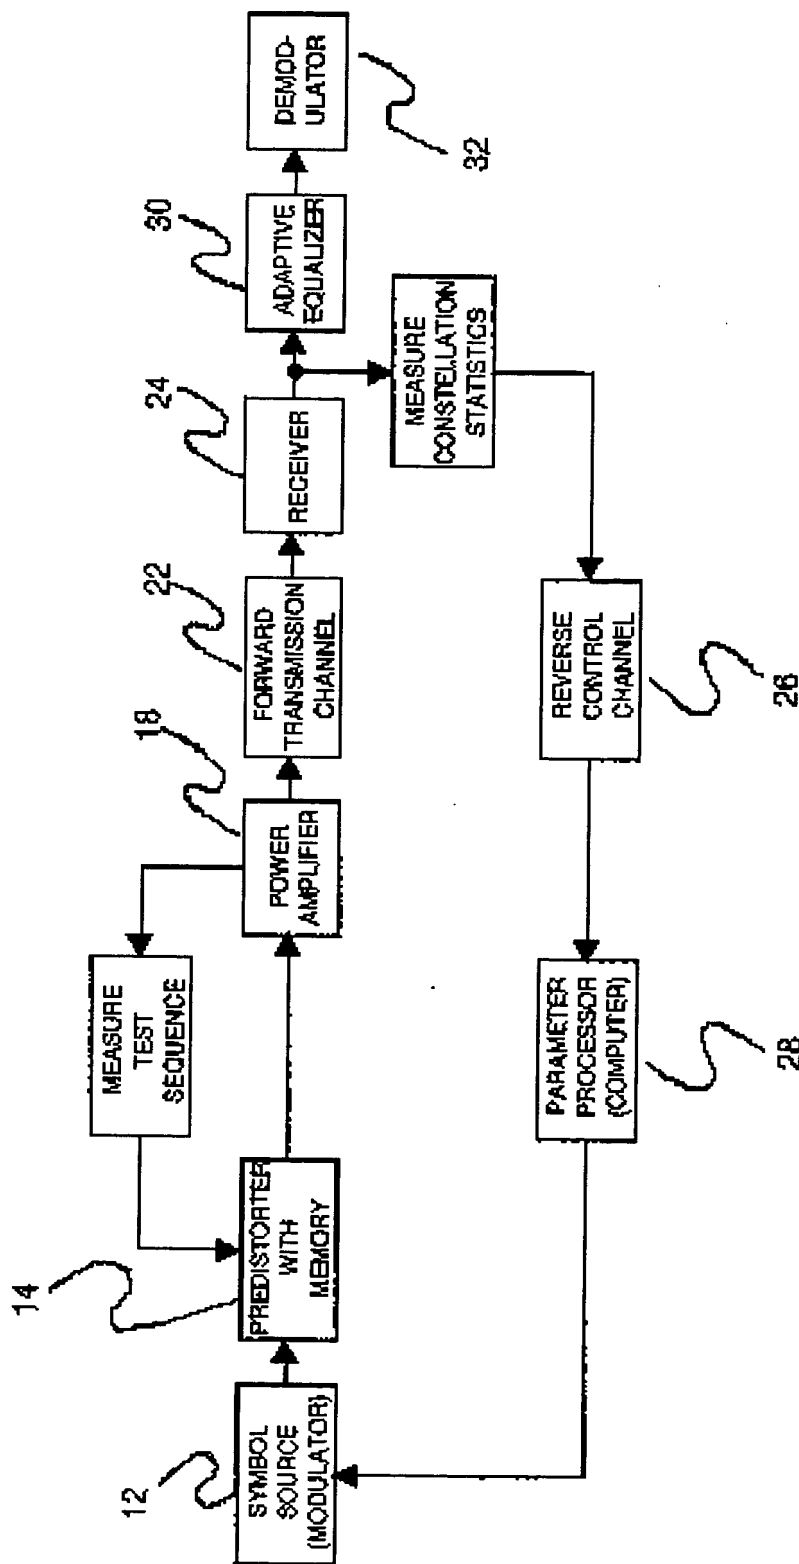 12
SYMBOL
SOURCE
(MODULATOR)
14
PREDISTORTER
WITH
MEMORY
MEASURE
TEST
SEQUENCE
18
POWER
AMPLIFIER
22
FORWARD
TRANSMISSION
CHANNEL
24
RECEIVER
30
ADAPTIVE
EQUALIZER
DEMOD-
ULATOR
32
MEASURE
CONSTELLATION
STATISTICS
REVERSE
CONTROL
CHANNEL
26
PARAMETER
PROCESSOR
(COMPUTER)
28